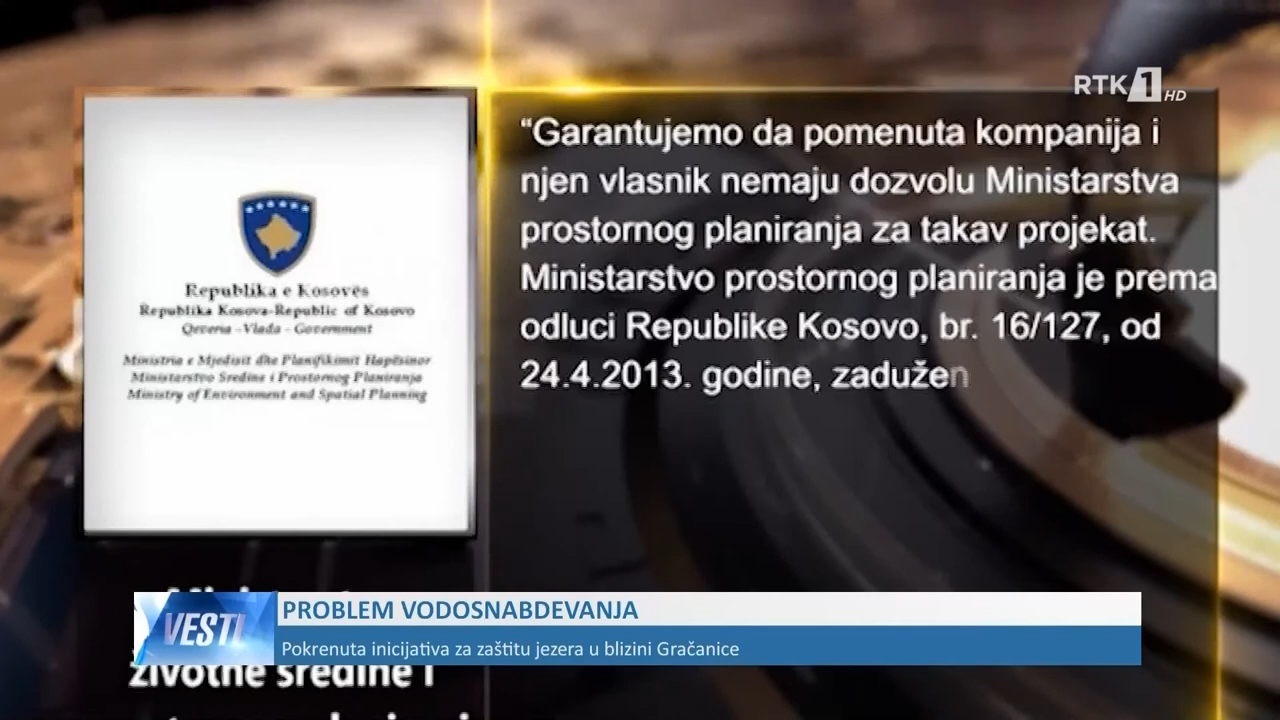 RTK 1 HD
“Garantujemo da pomenuta kompanija i
njen vlasnik nemaju dozvolu Ministarstva
prostornog planiranja za takav projekat.
Ministarstvo prostornog planiranja je prema
odluci Republike Kosovo, br. 16/127, od
24.4.2013. godine, zadužen
Republika e Kosovës
Republika Kosova-Republic of Kosovo
Qeveria - Vlada - Government
Ministria e Mjedisit dhe Planifikimit Hapësinor
Ministarstvo Sredine i Prostornog Planiranja
Ministry of Environment and Spatial Planning
VESTI
PROBLEM VODOSNABDEVANJA
Pokrenuta inicijativa za zaštitu jezera u blizini Gračanice
životne sredine i